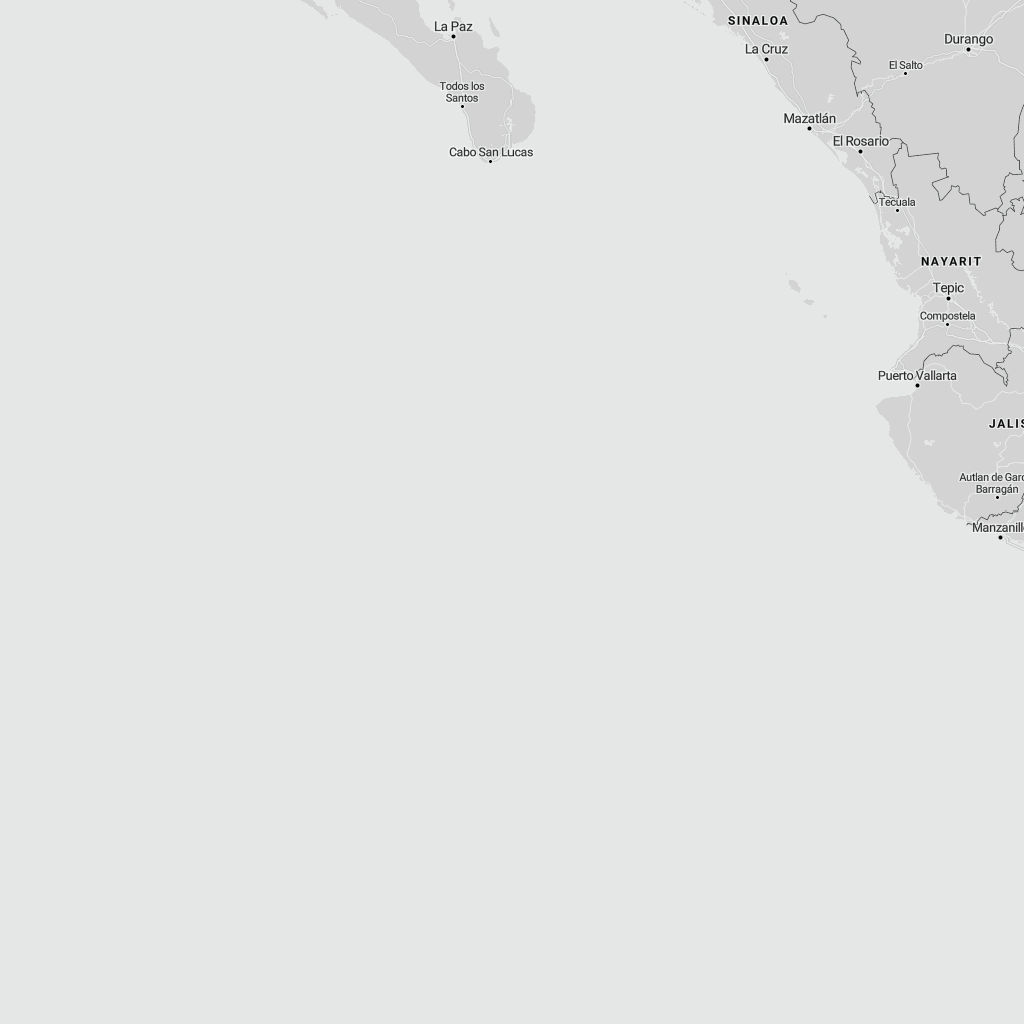 SINALOA
La Paz
Durango
La Cruz
El Salto
Todos los
Santos
Mazatlán
El Rosario
Cabo San Lucas
Tecuala
NAYARIT
Tepic
Compostela
Puerto Vallarta
JALIS
Autlan de Garc
Barragán
Manzanill